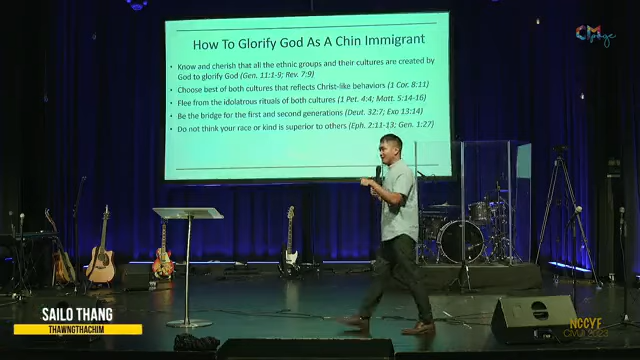 How To Glorify God As A Chin Immigrant
• Know and cherish that all the ethnic groups and their cultures are created by
God to glorify God (Gen. 11:1-9; Rev. 7:9)
• Choose best of both cultures that reflects Christ-like behaviors (1 Cor. 8:11)
• Flee from the idolatrous rituals of both cultures (1 Pet. 4:4; Matt. 5:14-16)
• Be the bridge for the first and second generations (Deut. 32:7; Exo 13:14)
• Do not think your race or kind is superior to others (Eph. 2:11-13; Gen. 1:27)
CM
page
SAILO THANG
THAWNGTHACHIM
NCCYF